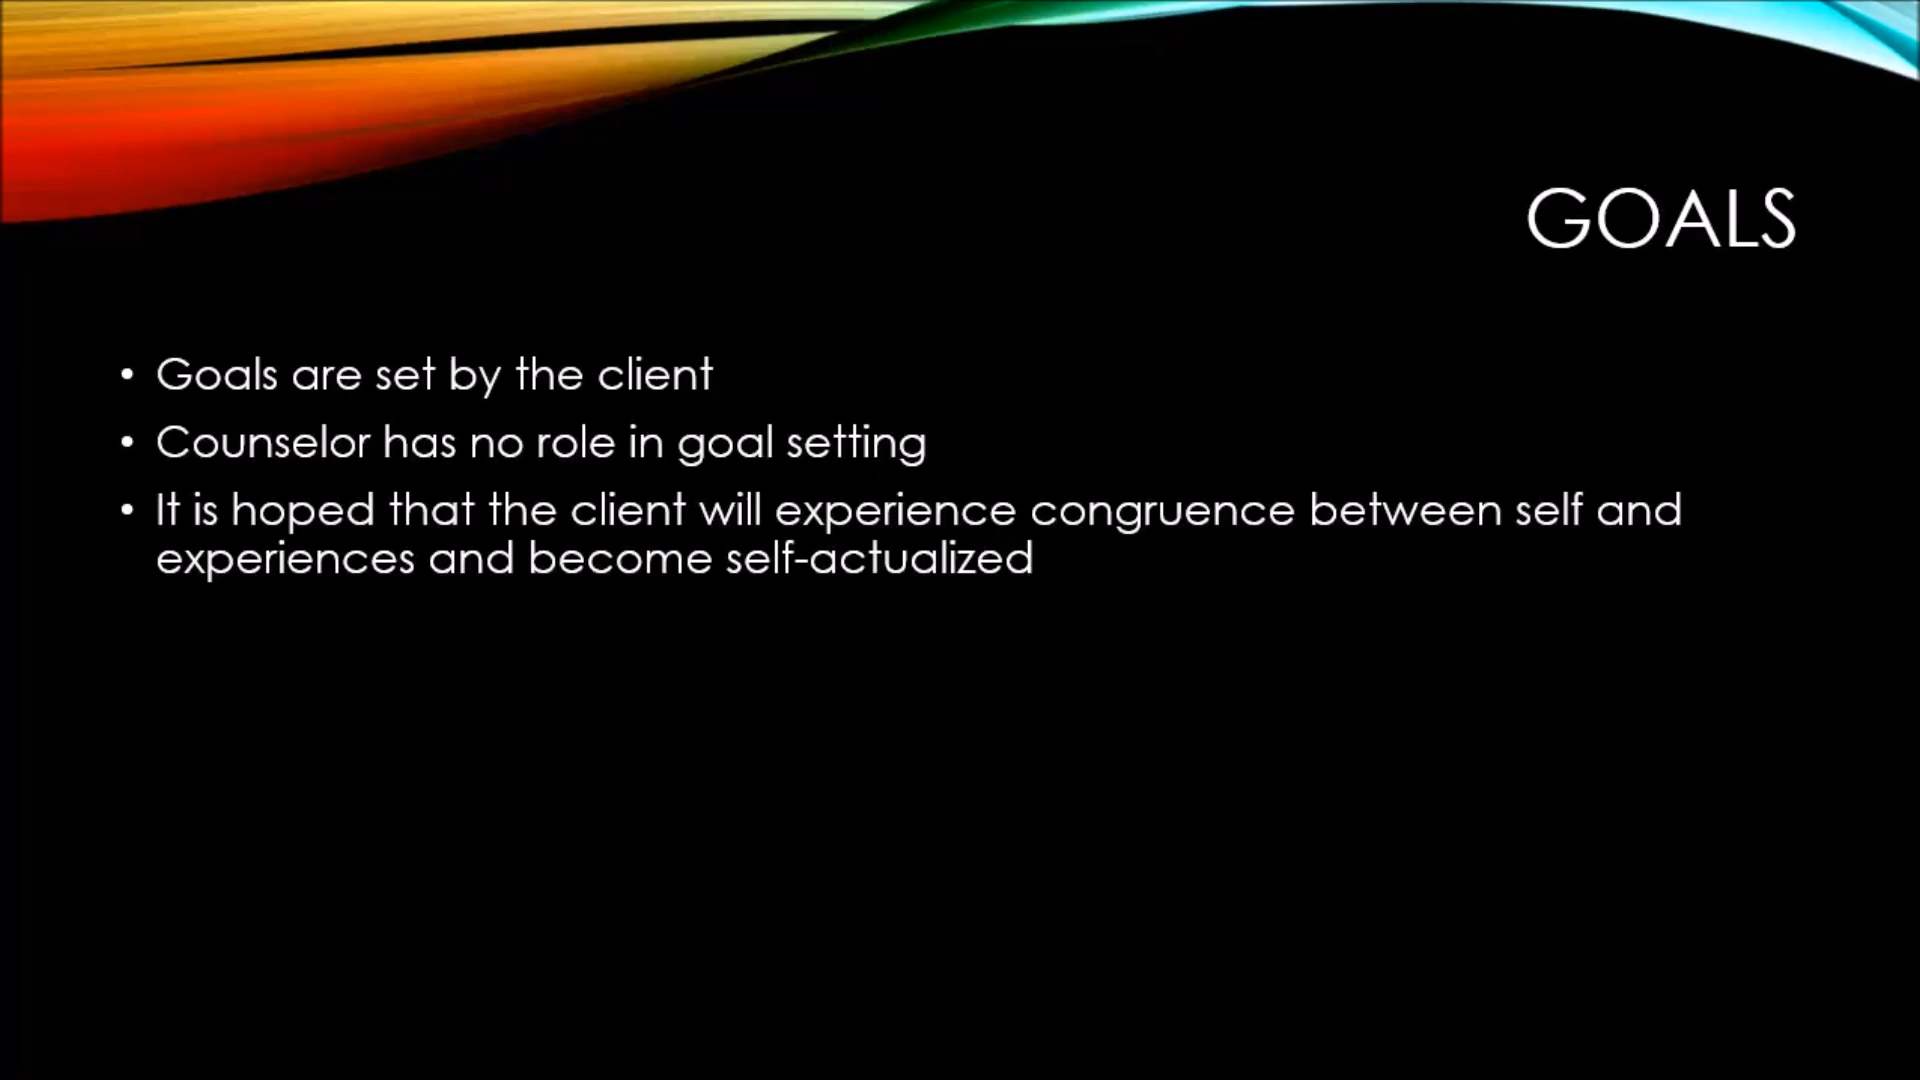 GOALS
• Goals are set by the client
• Counselor has no role in goal setting
• It is hoped that the client will experience congruence between self and
experiences and become self-actualized